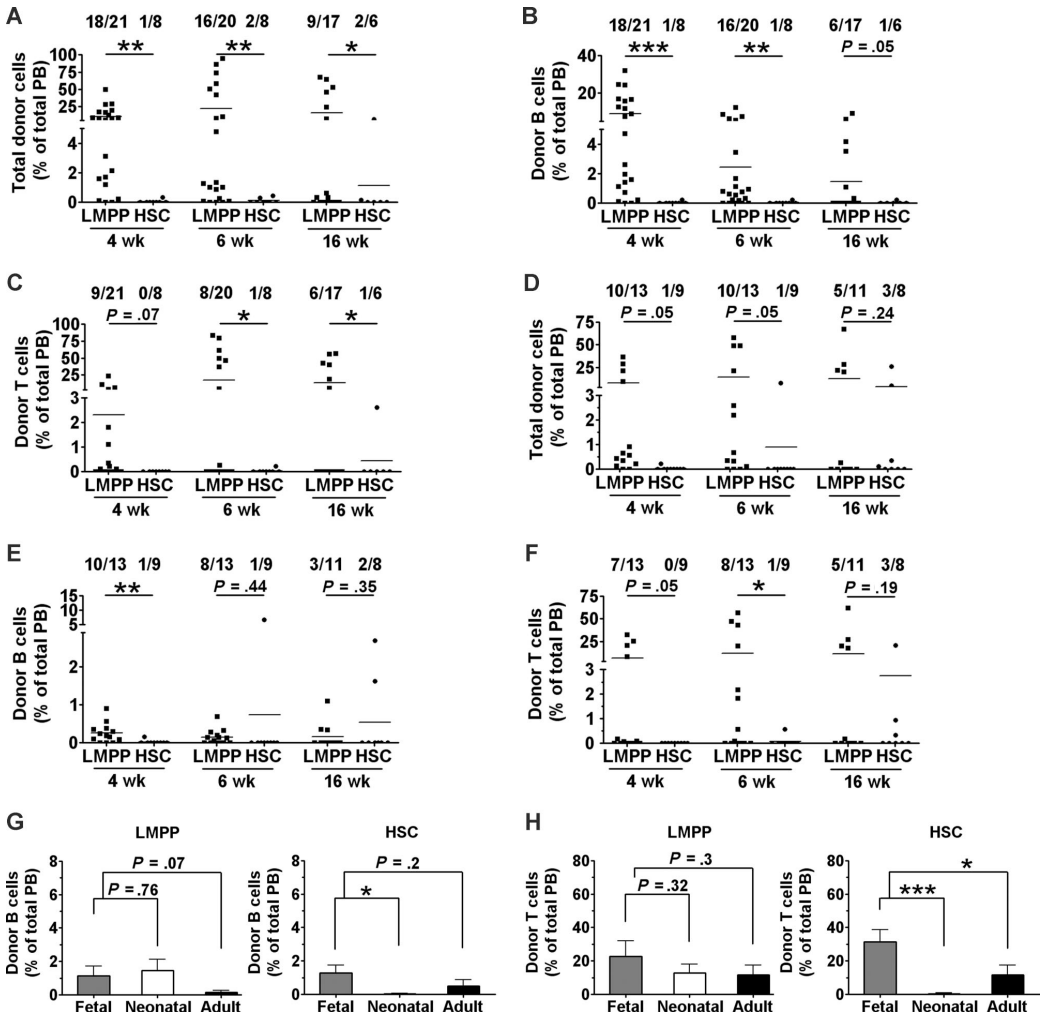 A
18/21 1/8 16/20 2/8 9/17 2/6
** ** *
Total donor cells
(% of total PB)
100
75
50
25
4
2
0
LMPP HSC LMPP HSC LMPP HSC
4 wk 6 wk 16 wk
B
18/21 1/8 16/20 1/8 6/17 1/6
*** ** P = .05
Donor B cells
(% of total PB)
40
20
4
2
0
LMPP HSC LMPP HSC LMPP HSC
4 wk 6 wk 16 wk
C
9/21 0/8 8/20 1/8 6/17 1/6
P = .07 * *
Donor T cells
(% of total PB)
100
75
50
25
3
2
1
0
LMPP HSC LMPP HSC LMPP HSC
4 wk 6 wk 16 wk
D
10/13 1/9 10/13 1/9 5/11 3/8
P = .05 P = .05 P = .24
Total donor cells
(% of total PB)
75
50
25
3
2
1
0
LMPP HSC LMPP HSC LMPP HSC
4 wk 6 wk 16 wk
E
10/13 1/9 8/13 1/9 3/11 2/8
** P = .44 P = .35
Donor B cells
(% of total PB)
15
10
5
2
1
0
LMPP HSC LMPP HSC LMPP HSC
4 wk 6 wk 16 wk
F
7/13 0/9 8/13 1/9 5/11 3/8
P = .05 * P = .19
Donor T cells
(% of total PB)
75
50
25
3
2
1
0
LMPP HSC LMPP HSC LMPP HSC
4 wk 6 wk 16 wk
G
LMPP
P = .07
P = .76
Donor B cells
(% of total PB)
8
6
4
2
0
Fetal Neonatal Adult
HSC
P = .2
*
Donor B cells
(% of total PB)
8
6
4
2
0
Fetal Neonatal Adult
H
LMPP
P = .3
P = .32
Donor T cells
(% of total PB)
80
60
40
20
0
Fetal Neonatal Adult
HSC
*
***
Donor T cells
(% of total PB)
80
60
40
20
0
Fetal Neonatal Adult